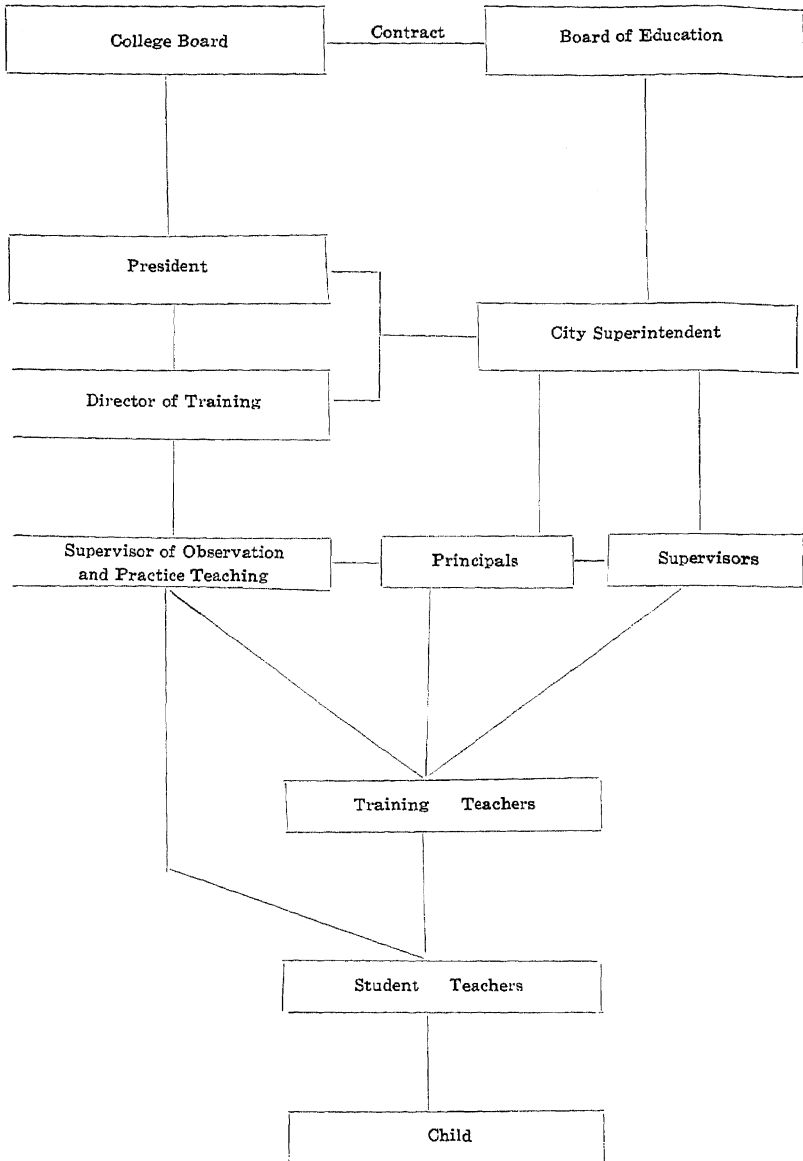 College Board
Contract
Board of Education
President
City Superintendent
Director of Training
Supervisor of Observation
and Practice Teaching
Principals
Supervisors
Training Teachers
Student Teachers
Child